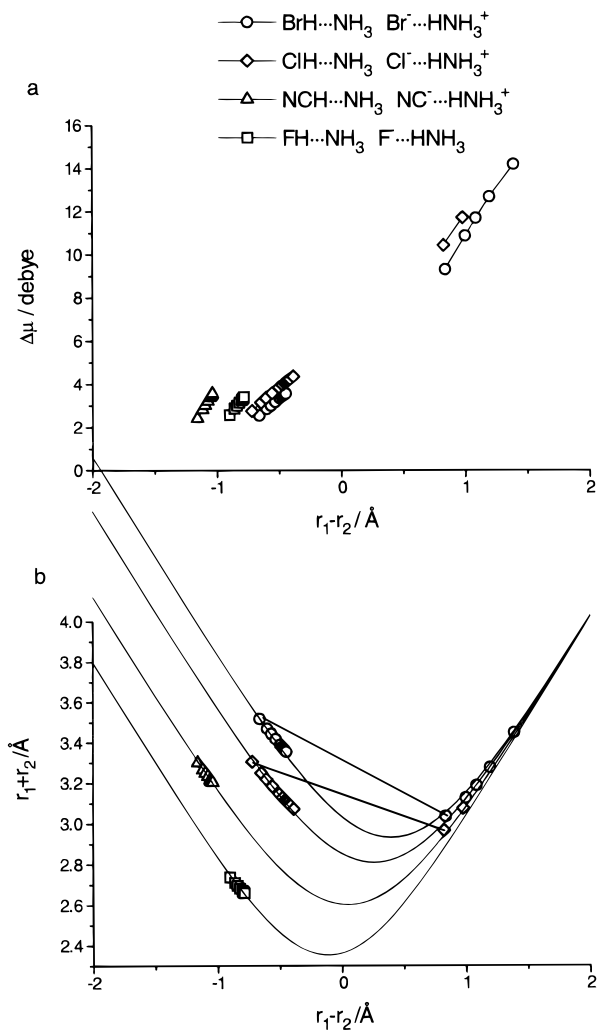 BrH···NH₃ Br⁻···HNH₃⁺
ClH···NH₃ Cl⁻···HNH₃⁺
NCH···NH₃ NC⁻···HNH₃⁺
FH···NH₃ F···HNH₃
a
16
14
12
10
8
6
4
2
0
Δμ / debye
-2 -1 0 1 2
r₁-r₂/ Å
b
4.0
3.8
3.6
3.4
3.2
3.0
2.8
2.6
2.4
r₁+r₂/Å
-2 -1 0 1 2
r₁-r₂/ Å